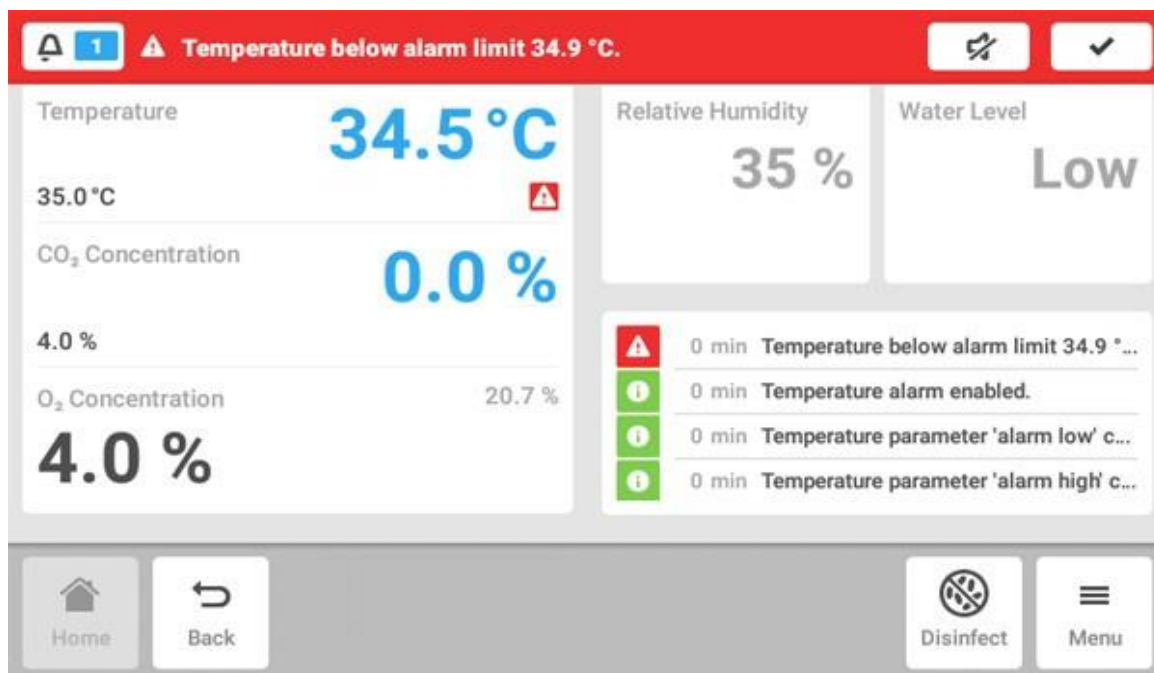 1 Temperature below alarm limit 34.9 °C.
Temperature
34.5 °C
35.0 °C
CO₂ Concentration
0.0 %
4.0 %
O₂ Concentration
20.7 %
4.0 %
Relative Humidity
35 %
Water Level
Low
0 min Temperature below alarm limit 34.9 °...
0 min Temperature alarm enabled.
0 min Temperature parameter 'alarm low' c...
0 min Temperature parameter 'alarm high' c...
Home
Back
Disinfect
Menu